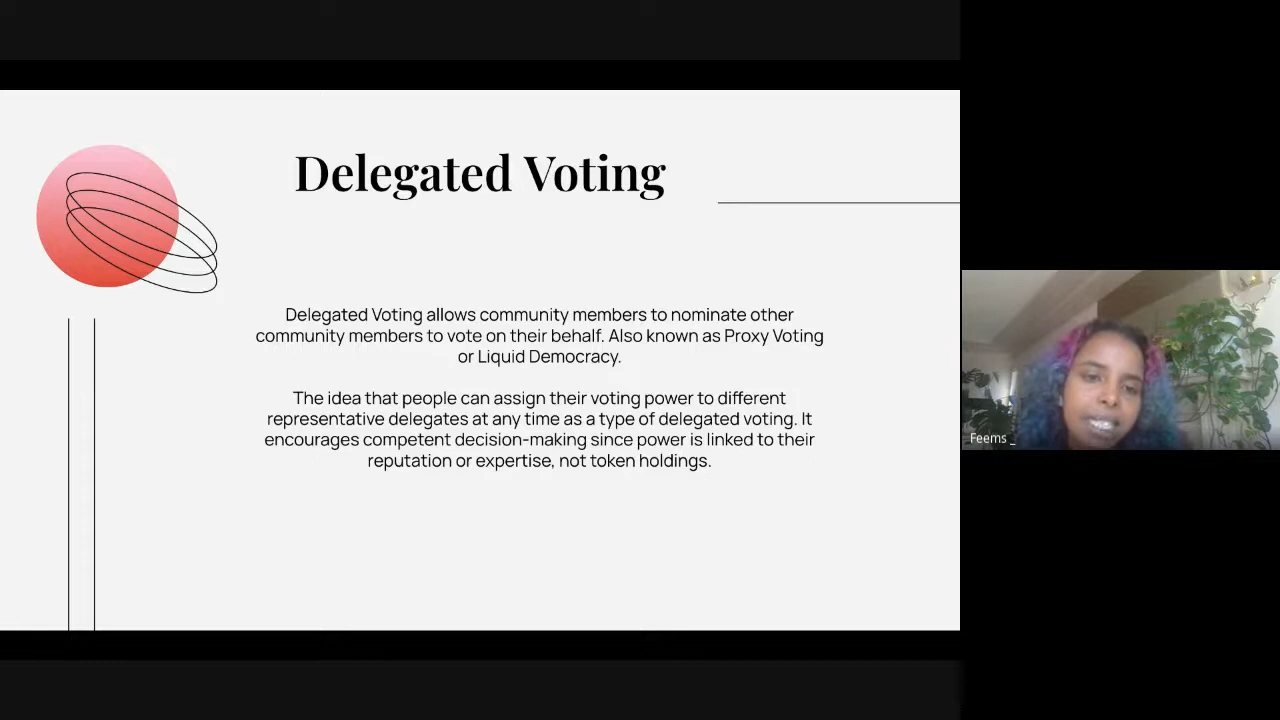 Delegated Voting
Delegated Voting allows community members to nominate other
community members to vote on their behalf. Also known as Proxy Voting
or Liquid Democracy.
The idea that people can assign their voting power to different
representative delegates at any time as a type of delegated voting. It
encourages competent decision-making since power is linked to their
reputation or expertise, not token holdings.
Feems _